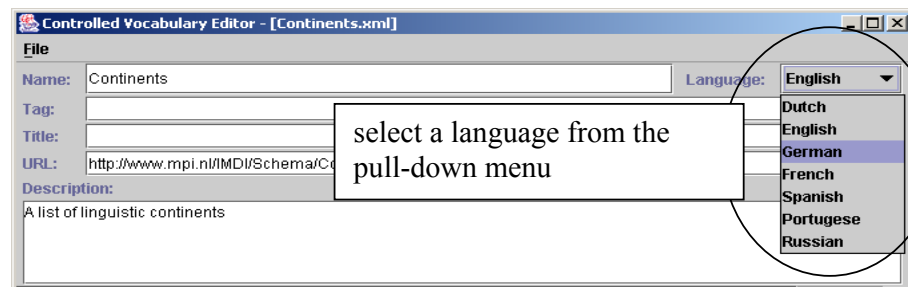 Controlled Vocabulary Editor - [Continents.xml]
File
Name: Continents Language: English
Tag:
Title:
URL: http://www.mpi.nl/IMDI/Schema/
Description:
A list of linguistic continents
select a language from the
pull-down menu
Dutch
English
German
French
Spanish
Portugese
Russian